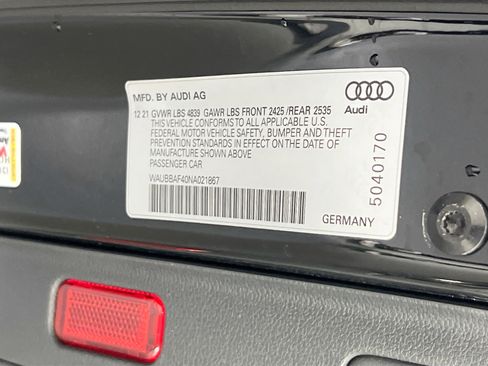 MFD. BY AUDI AG
Audi
12 21 GVWR LBS 4839 GAWR LBS FRONT 2425 /REAR 2535
THIS VEHICLE CONFORMS TO ALL APPLICABLE U.S.
FEDERAL MOTOR VEHICLE SAFETY, BUMPER AND THEFT
PREVENTION STANDARDS IN EFFECT ON THE DATE OF
MANUFACTURE SHOWN ABOVE
PASSENGER CAR
WAUBBAF40NA021867
GERMANY
5040170